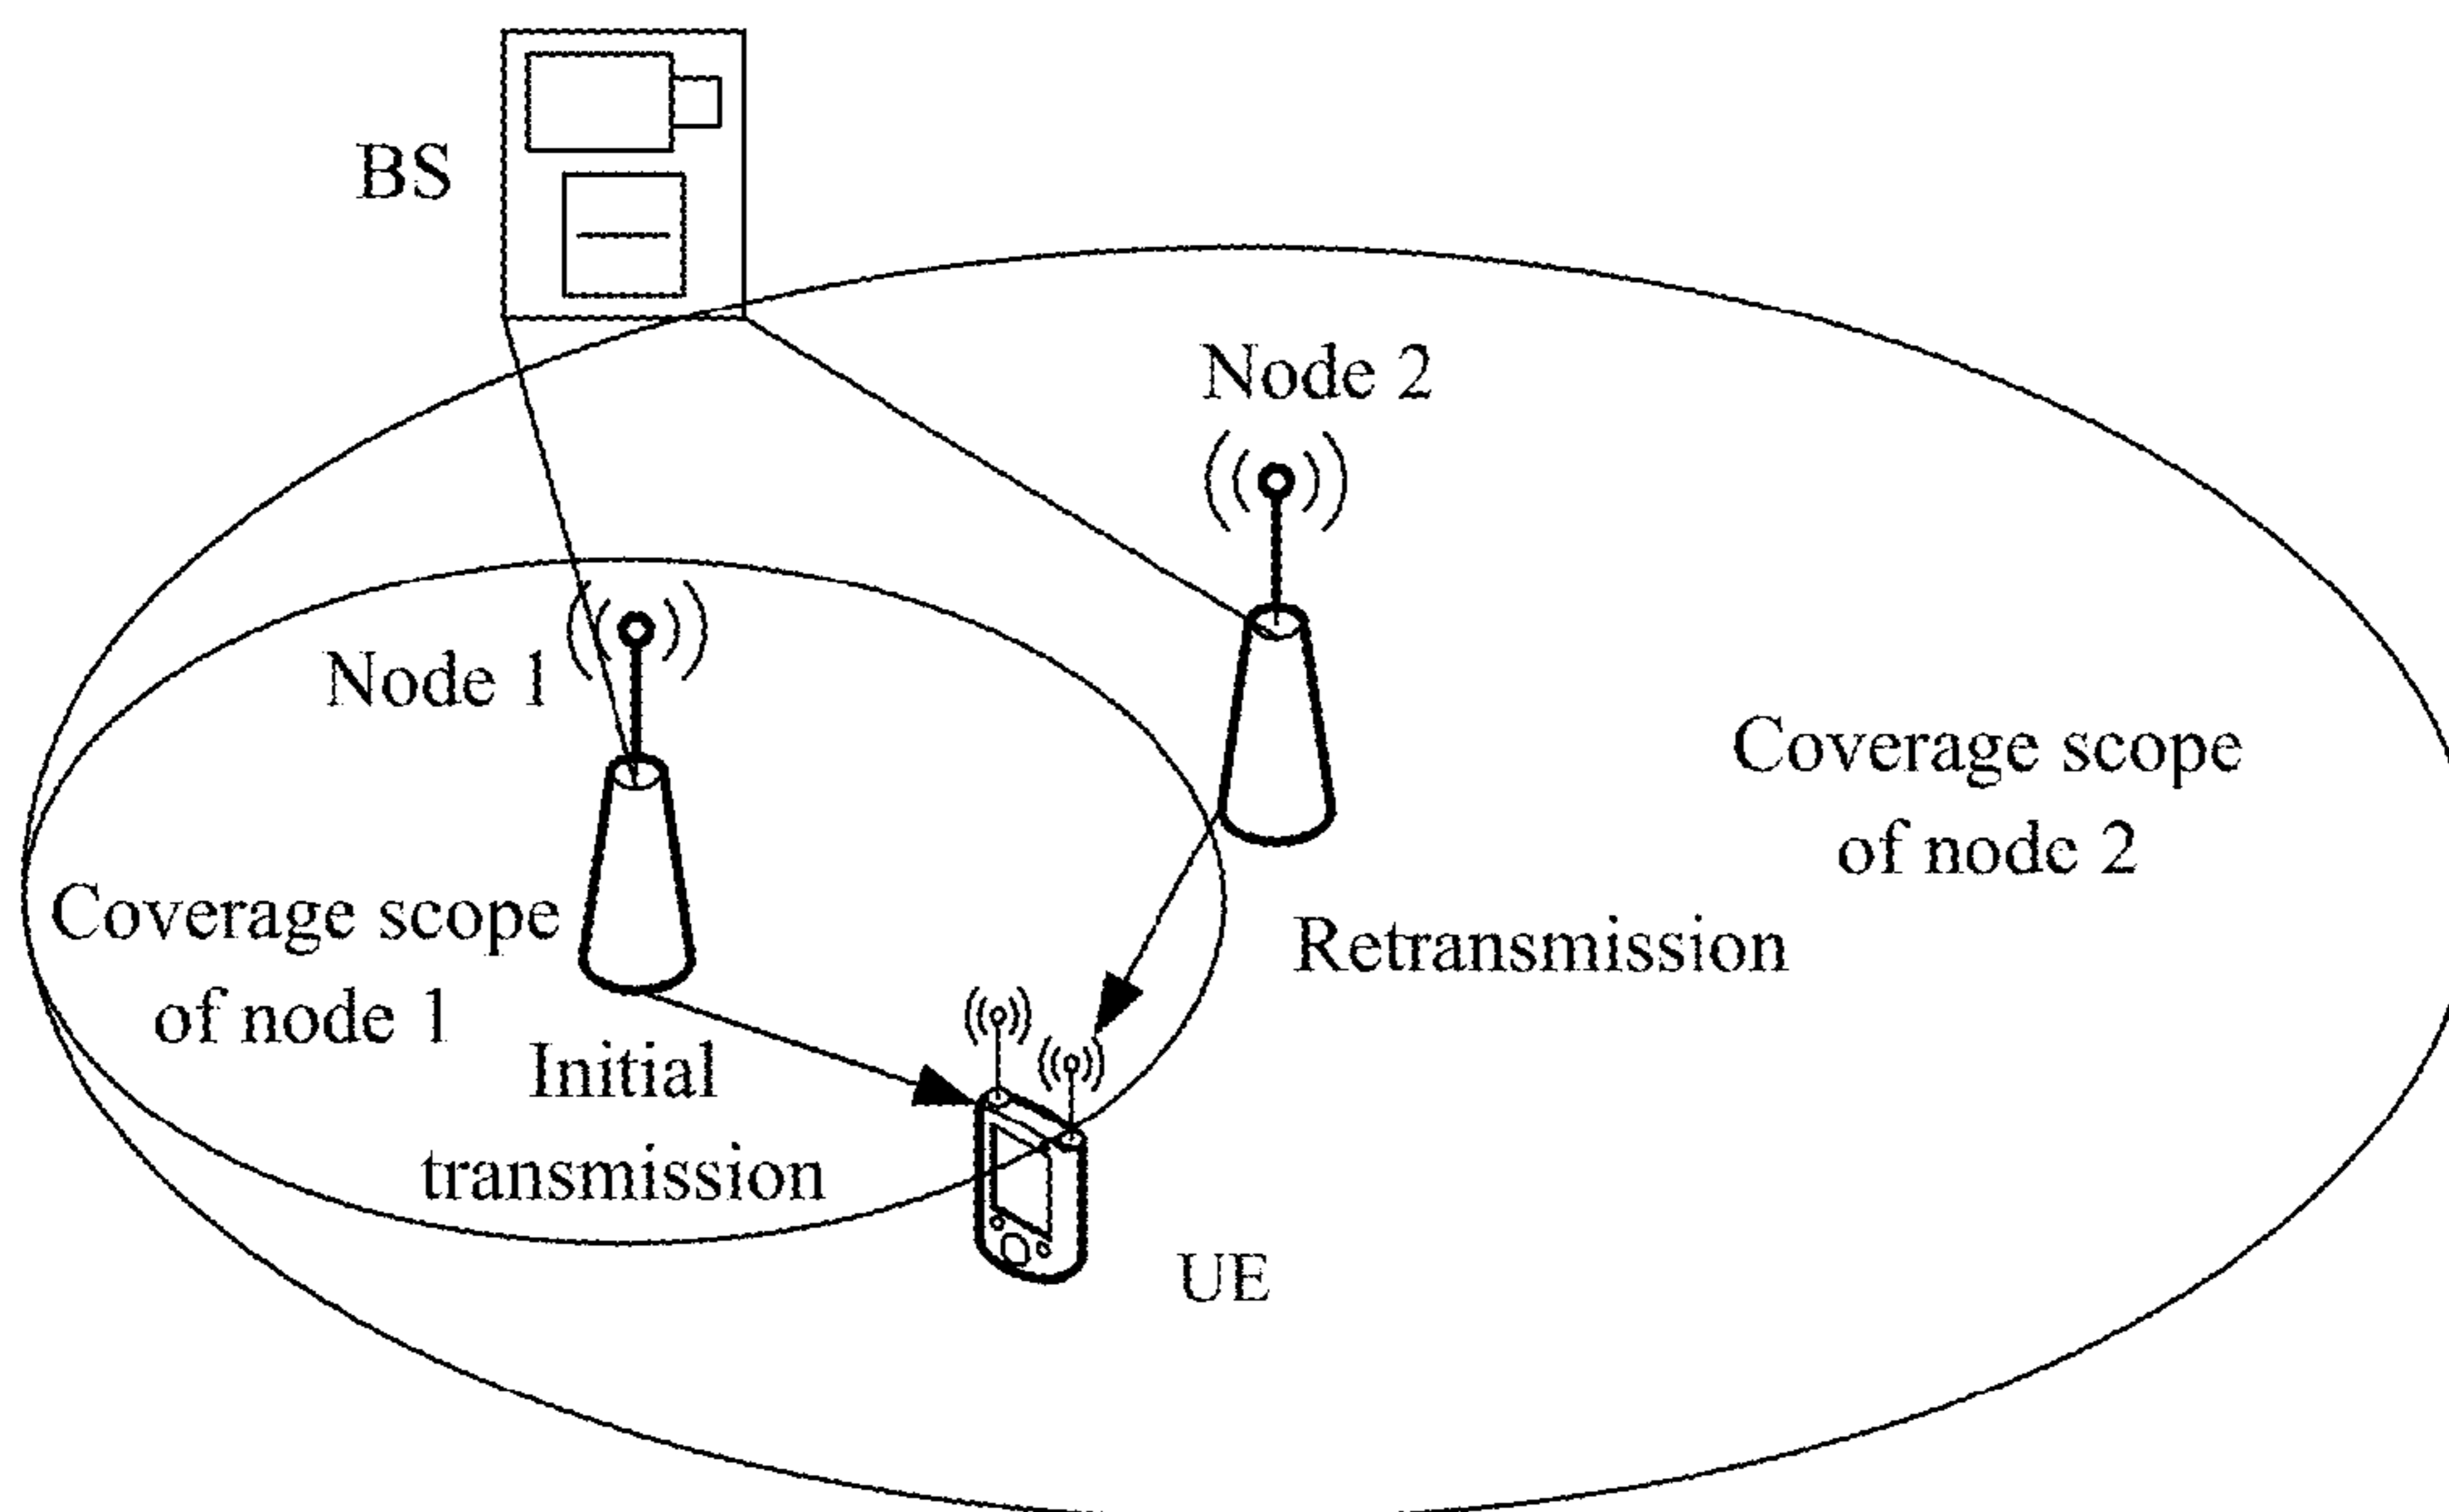 BS
Node 2
Node 1
Coverage scope
of node 2
Coverage scope
of node 1
Retransmission
Initial
transmission
UE